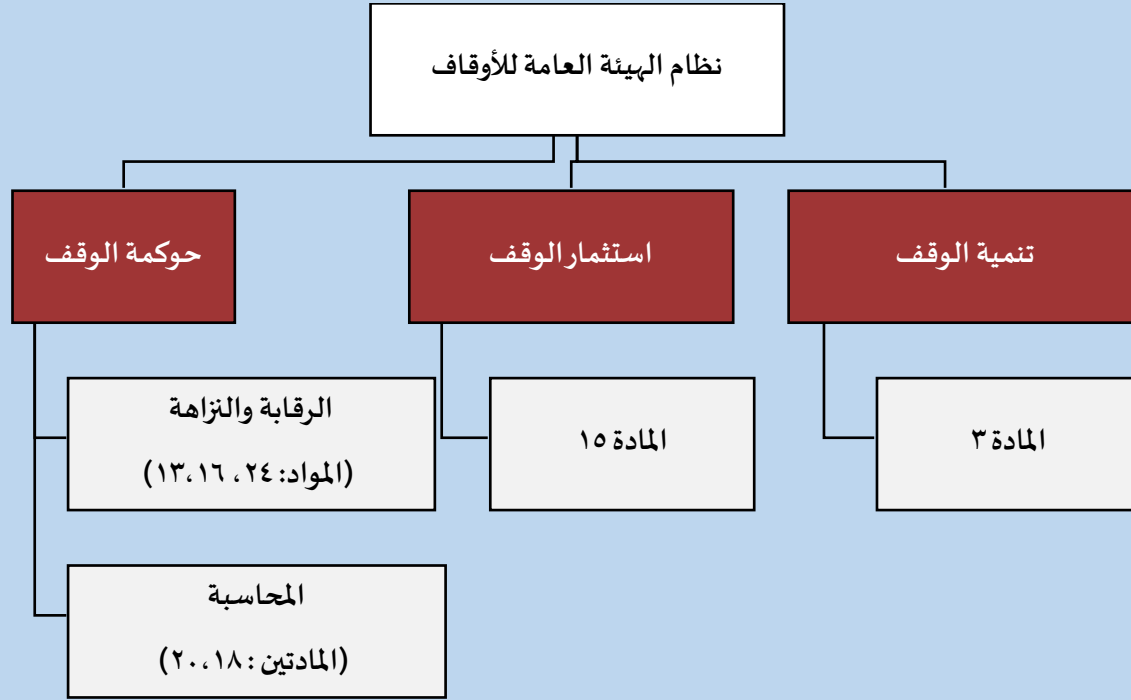 نظام الهيئة العامة للأوقاف
تنمية الوقف
استثمار الوقف
حوكمة الوقف
المادة ٣
المادة ١٥
الرقابة والنزاهة
(المواد: ٢٤، ١٣،١٦)
المحاسبة
(المادتين: ٢٠،١٨)